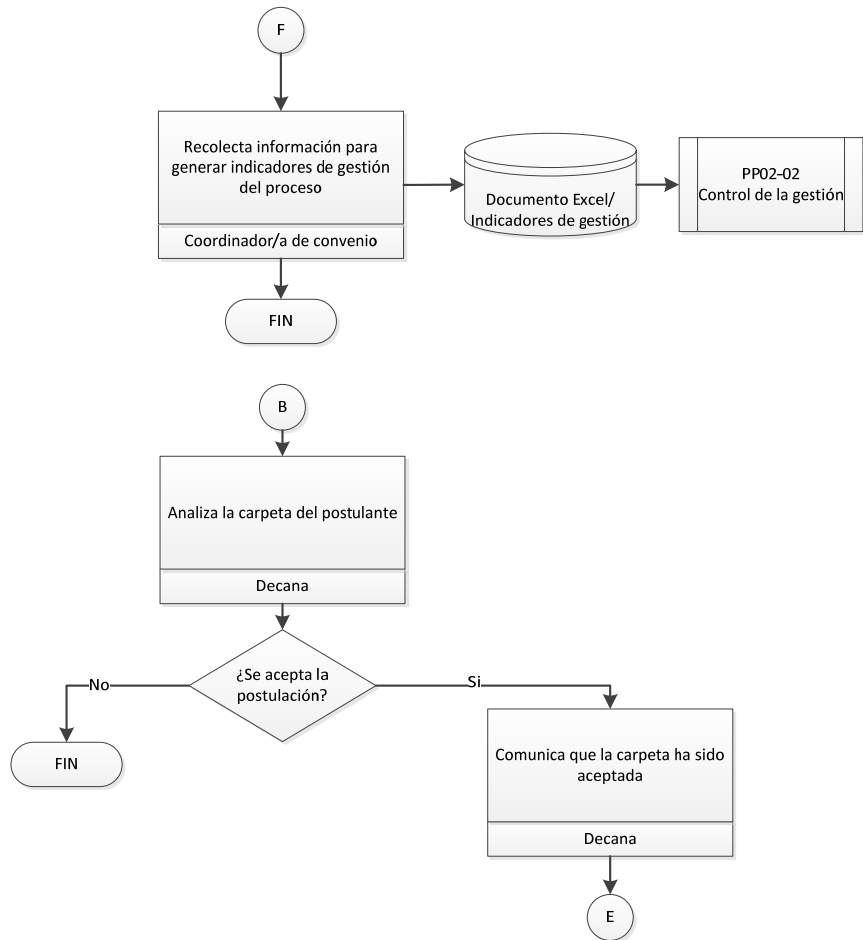 F
Recolecta información para
generar indicadores de gestión
del proceso
Coordinador/a de convenio
Documento Excel/
Indicadores de gestión
PP02-02
Control de la gestión
FIN
B
Analiza la carpeta del postulante
Decana
¿Se acepta la
postulación?
No
Si
FIN
Comunica que la carpeta ha sido
aceptada
Decana
E